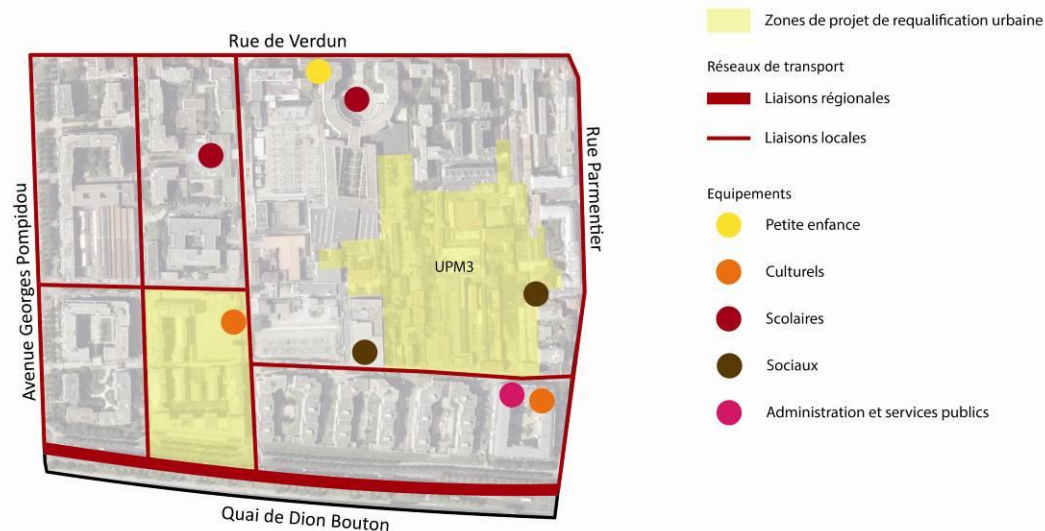 Rue de Verdun
Rue Parmentier
Avenue Georges Pompidou
UPM3
Quai de Dion Bouton
Zones de projet de requalification urbaine
Réseaux de transport
Liaisons régionales
Liaisons locales
Equipements
Petite enfance
Culturels
Scolaires
Sociaux
Administration et services publics